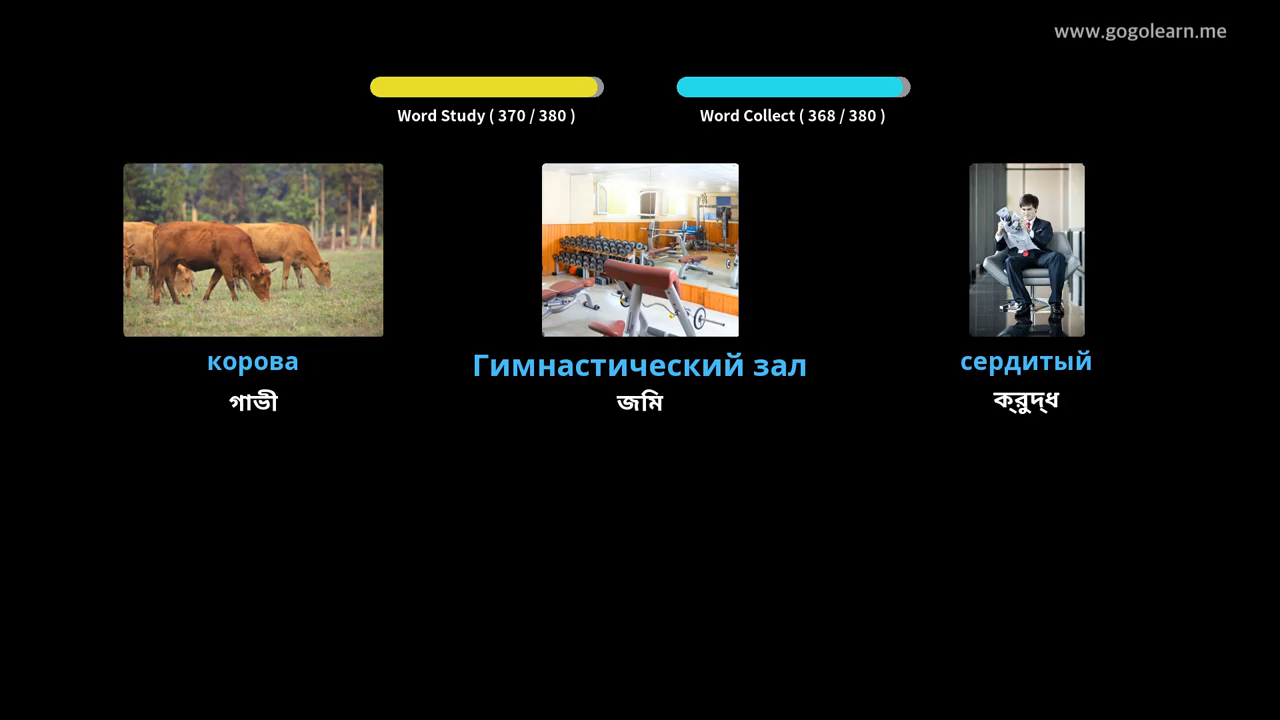 www.gogolearn.me
Word Study ( 370 / 380 )
Word Collect ( 368 / 380 )
корова
Гимнастический зал
сердитый
গাভী
জমি
ক্রুদ্ধ